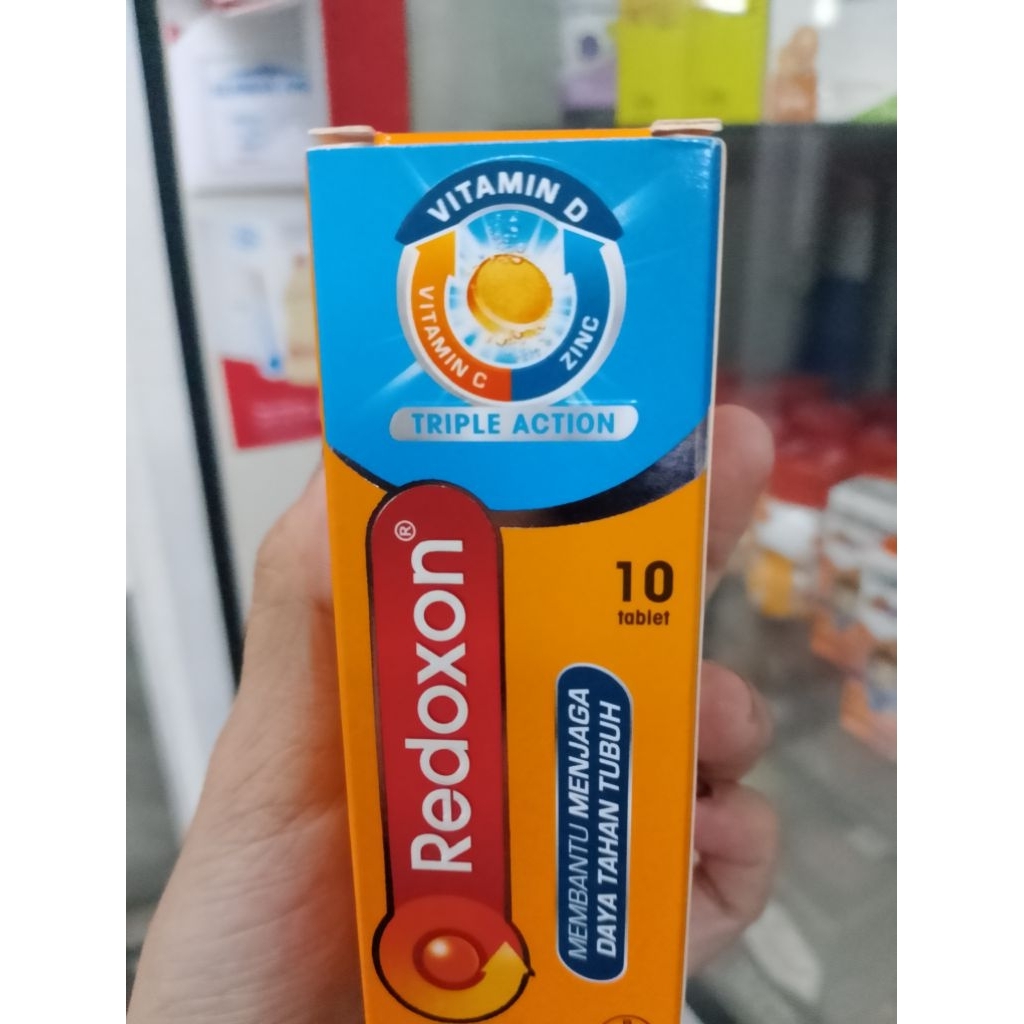 VITAMIN D
VITAMIN C
ZINC
TRIPLE ACTION
Redoxon®
10
tablet
MEMBANTU MENJAGA
DAYA TAHAN TUBUH